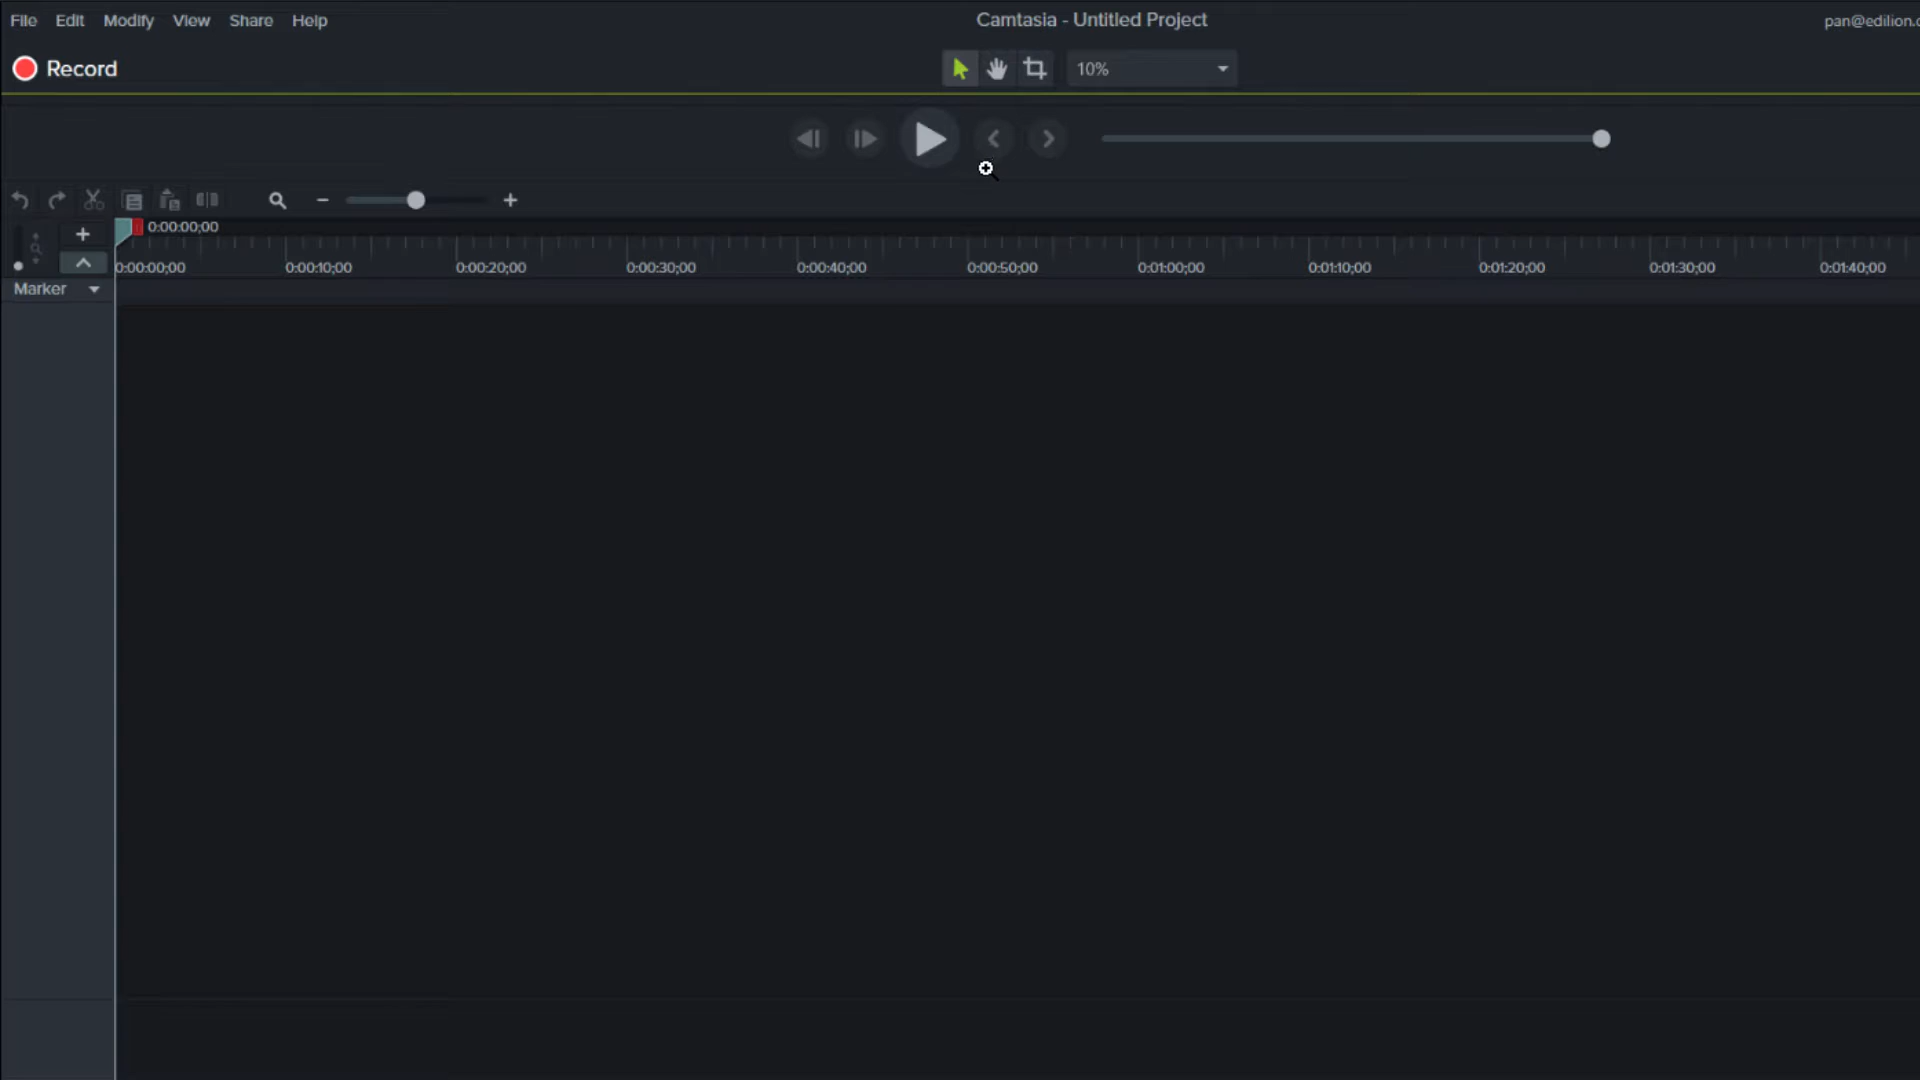 File Edit Modify View Share Help Camtasia - Untitled Project pan@edilion.c
Record 10%
0:00:00;00
0:00:00;00 0:00:10;00 0:00:20;00 0:00:30;00 0:00:40;00 0:00:50;00 0:01:00;00 0:01:10;00 0:01:20;00 0:01:30;00 0:01:40;00
Marker